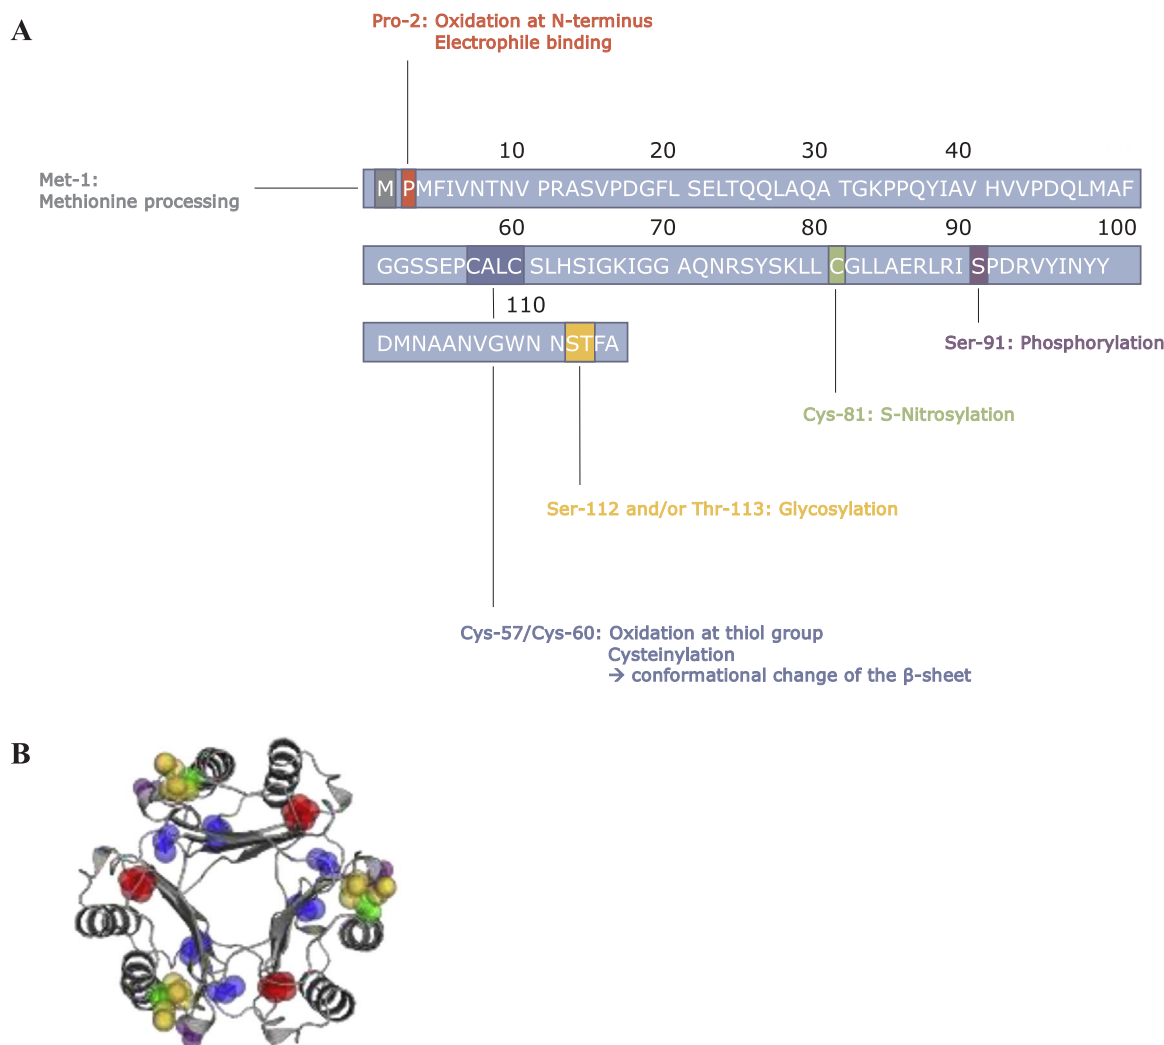 A
Pro-2: Oxidation at N-terminus
Electrophile binding
10 20 30 40
Met-1:
Methionine processing
M PMFIVNTNV PRASVPDGFL SELTQQLAQA TGKPPQYIAV HVVPDQLMAF
60 70 80 90 100
GGSSEPCALC SLHSIGKIGG AQNRSYSKLL CGLLAERLRI SPDRVYINYY
110
DMNAANVGWN NSTFA
Ser-91: Phosphorylation
Cys-81: S-Nitrosylation
Ser-112 and/or Thr-113: Glycosylation
Cys-57/Cys-60: Oxidation at thiol group
Cysteinylation
→ conformational change of the β-sheet
B